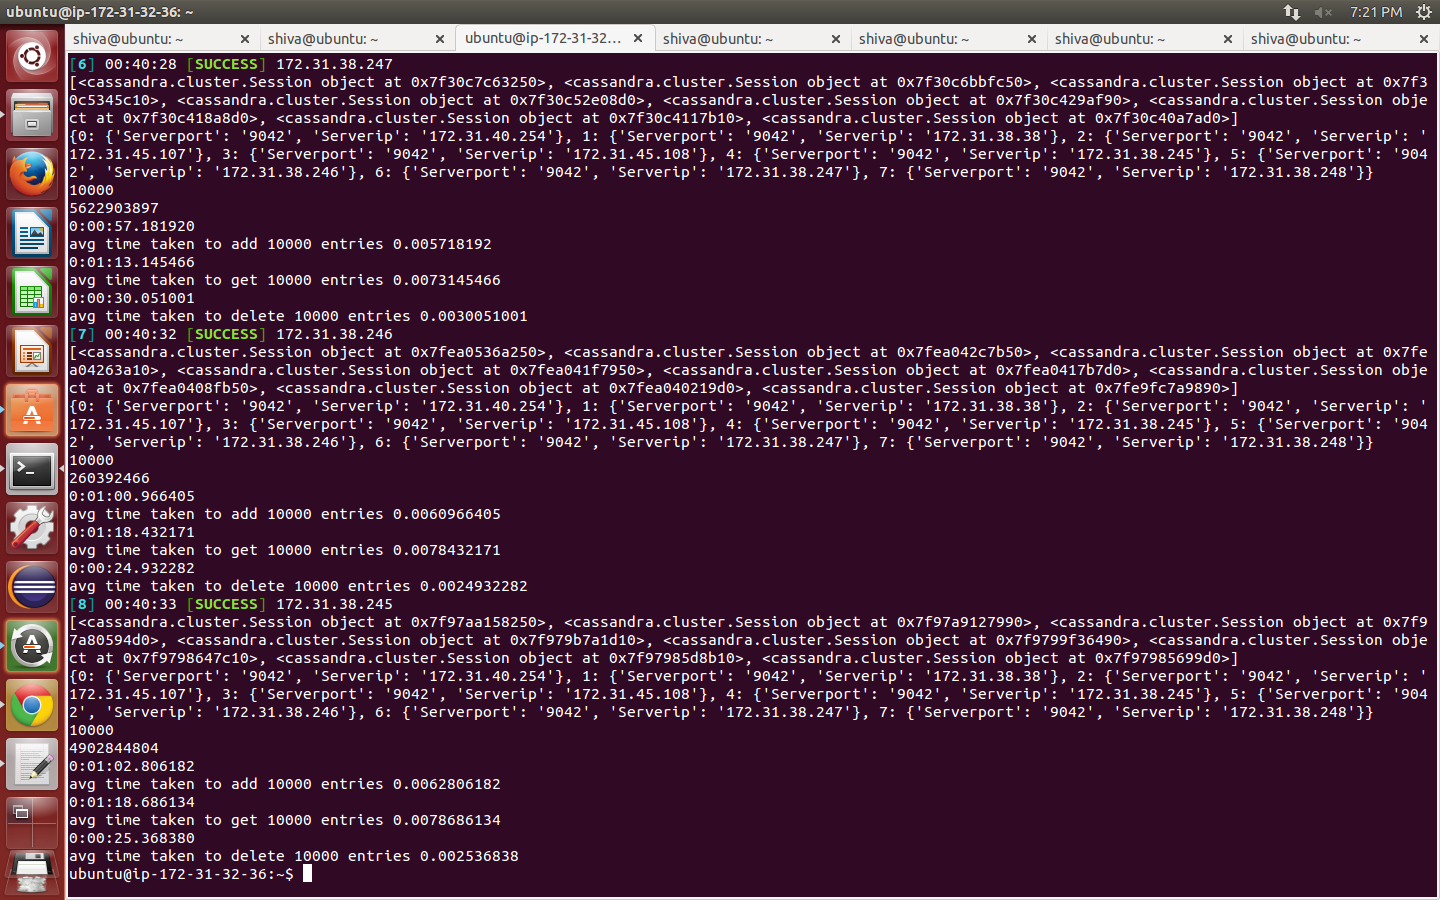 ubuntu@ip-172-31-32-36: ~
7:21 PM
shiva@ubuntu: ~ × shiva@ubuntu: ~ × ubuntu@ip-172-31-32... × shiva@ubuntu: ~ × shiva@ubuntu: ~ × shiva@ubuntu: ~ × shiva@ubuntu: ~ ×
[6] 00:40:28 [SUCCESS] 172.31.38.247
[<cassandra.cluster.Session object at 0x7f30c7c63250>, <cassandra.cluster.Session object at 0x7f30c6bbfc50>, <cassandra.cluster.Session object at 0x7f3
0c5345c10>, <cassandra.cluster.Session object at 0x7f30c52e08d0>, <cassandra.cluster.Session object at 0x7f30c429af90>, <cassandra.cluster.Session obje
ct at 0x7f30c418a8d0>, <cassandra.cluster.Session object at 0x7f30c4117b10>, <cassandra.cluster.Session object at 0x7f30c40a7ad0>]
{0: {'Serverport': '9042', 'Serverip': '172.31.40.254'}, 1: {'Serverport': '9042', 'Serverip': '172.31.38.38'}, 2: {'Serverport': '9042', 'Serverip': '
172.31.45.107'}, 3: {'Serverport': '9042', 'Serverip': '172.31.45.108'}, 4: {'Serverport': '9042', 'Serverip': '172.31.38.245'}, 5: {'Serverport': '904
2', 'Serverip': '172.31.38.246'}, 6: {'Serverport': '9042', 'Serverip': '172.31.38.247'}, 7: {'Serverport': '9042', 'Serverip': '172.31.38.248'}}
10000
5622903897
0:00:57.181920
avg time taken to add 10000 entries 0.005718192
0:01:13.145466
avg time taken to get 10000 entries 0.0073145466
0:00:30.051001
avg time taken to delete 10000 entries 0.0030051001
[7] 00:40:32 [SUCCESS] 172.31.38.246
[<cassandra.cluster.Session object at 0x7fea0536a250>, <cassandra.cluster.Session object at 0x7fea042c7b50>, <cassandra.cluster.Session object at 0x7fe
a04263a10>, <cassandra.cluster.Session object at 0x7fea041f7950>, <cassandra.cluster.Session object at 0x7fea0417b7d0>, <cassandra.cluster.Session obje
ct at 0x7fea0408fb50>, <cassandra.cluster.Session object at 0x7fea040219d0>, <cassandra.cluster.Session object at 0x7fe9fc7a9890>]
{0: {'Serverport': '9042', 'Serverip': '172.31.40.254'}, 1: {'Serverport': '9042', 'Serverip': '172.31.38.38'}, 2: {'Serverport': '9042', 'Serverip': '
172.31.45.107'}, 3: {'Serverport': '9042', 'Serverip': '172.31.45.108'}, 4: {'Serverport': '9042', 'Serverip': '172.31.38.245'}, 5: {'Serverport': '904
2', 'Serverip': '172.31.38.246'}, 6: {'Serverport': '9042', 'Serverip': '172.31.38.247'}, 7: {'Serverport': '9042', 'Serverip': '172.31.38.248'}}
10000
260392466
0:01:00.966405
avg time taken to add 10000 entries 0.0060966405
0:01:18.432171
avg time taken to get 10000 entries 0.0078432171
0:00:24.932282
avg time taken to delete 10000 entries 0.0024932282
[8] 00:40:33 [SUCCESS] 172.31.38.245
[<cassandra.cluster.Session object at 0x7f97aa158250>, <cassandra.cluster.Session object at 0x7f97a9127990>, <cassandra.cluster.Session object at 0x7f9
7a80594d0>, <cassandra.cluster.Session object at 0x7f979b7a1d10>, <cassandra.cluster.Session object at 0x7f9799f36490>, <cassandra.cluster.Session obje
ct at 0x7f9798647c10>, <cassandra.cluster.Session object at 0x7f97985d8b10>, <cassandra.cluster.Session object at 0x7f97985699d0>]
{0: {'Serverport': '9042', 'Serverip': '172.31.40.254'}, 1: {'Serverport': '9042', 'Serverip': '172.31.38.38'}, 2: {'Serverport': '9042', 'Serverip': '
172.31.45.107'}, 3: {'Serverport': '9042', 'Serverip': '172.31.45.108'}, 4: {'Serverport': '9042', 'Serverip': '172.31.38.245'}, 5: {'Serverport': '904
2', 'Serverip': '172.31.38.246'}, 6: {'Serverport': '9042', 'Serverip': '172.31.38.247'}, 7: {'Serverport': '9042', 'Serverip': '172.31.38.248'}}
10000
4902844804
0:01:02.806182
avg time taken to add 10000 entries 0.0062806182
0:01:18.686134
avg time taken to get 10000 entries 0.0078686134
0:00:25.368380
avg time taken to delete 10000 entries 0.002536838
ubuntu@ip-172-31-32-36:~$